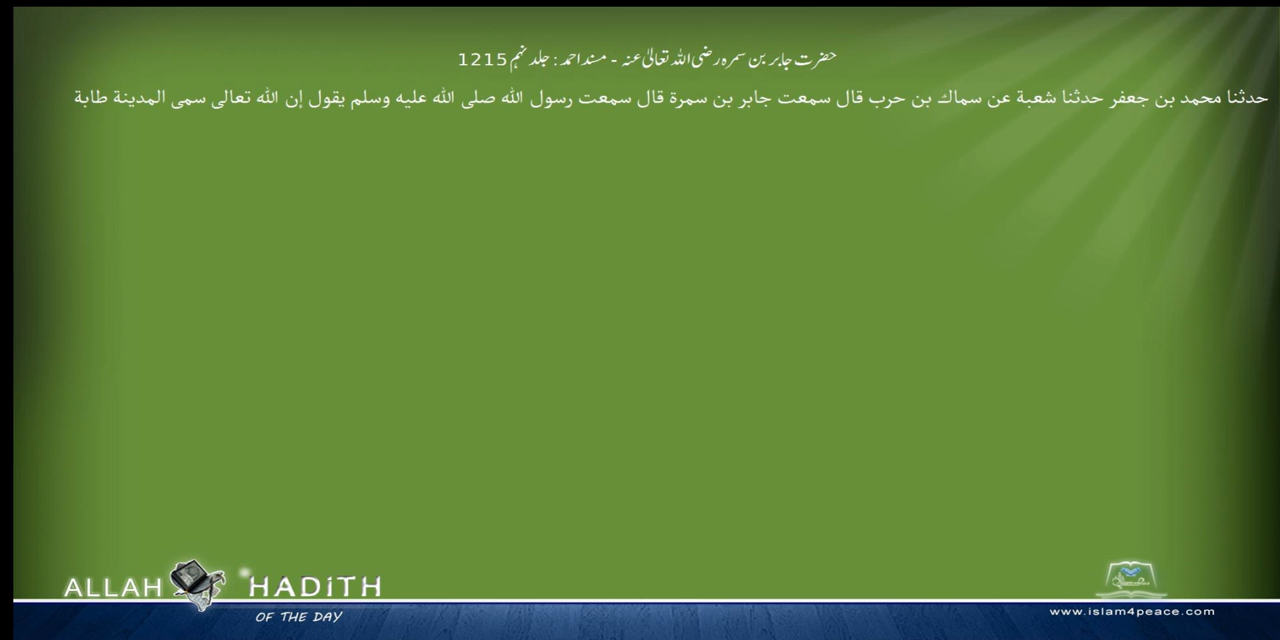 حضرت جابر بن سمرہ رضی اللہ تعالیٰ عنہ - مسند احمد : جلد نہم 1215
حدثنا محمد بن جعفر حدثنا شعبة عن سماك بن حرب قال سمعت جابر بن سمرة قال سمعت رسول الله صلى الله عليه وسلم يقول إن الله تعالى سمى المدينة طابة
ALLAH HADITH
OF THE DAY
www.islam4peace.com